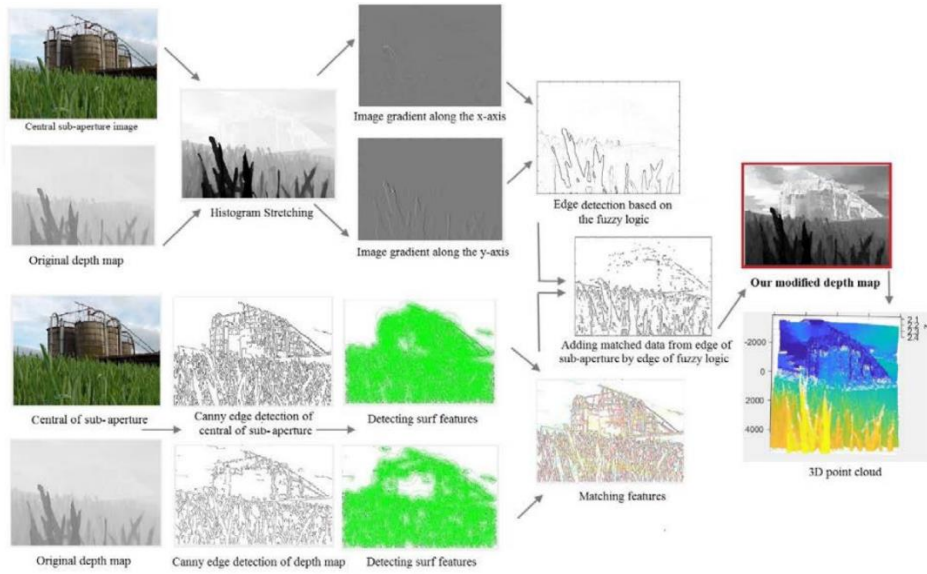 Central sub-aperture image
Image gradient along the x-axis
Histogram Stretching
Edge detection based on
the fuzzy logic
Original depth map
Image gradient along the y-axis
Our modified depth map
Adding matched data from edge of
sub-aperture by edge of fuzzy logic
2.1
2.4
-2000
0
2000
4000
Central of sub-aperture
Canny edge detection of
central of sub-aperture
Detecting surf features
Matching features
3D point cloud
Original depth map
Canny edge detection of depth map
Detecting surf features